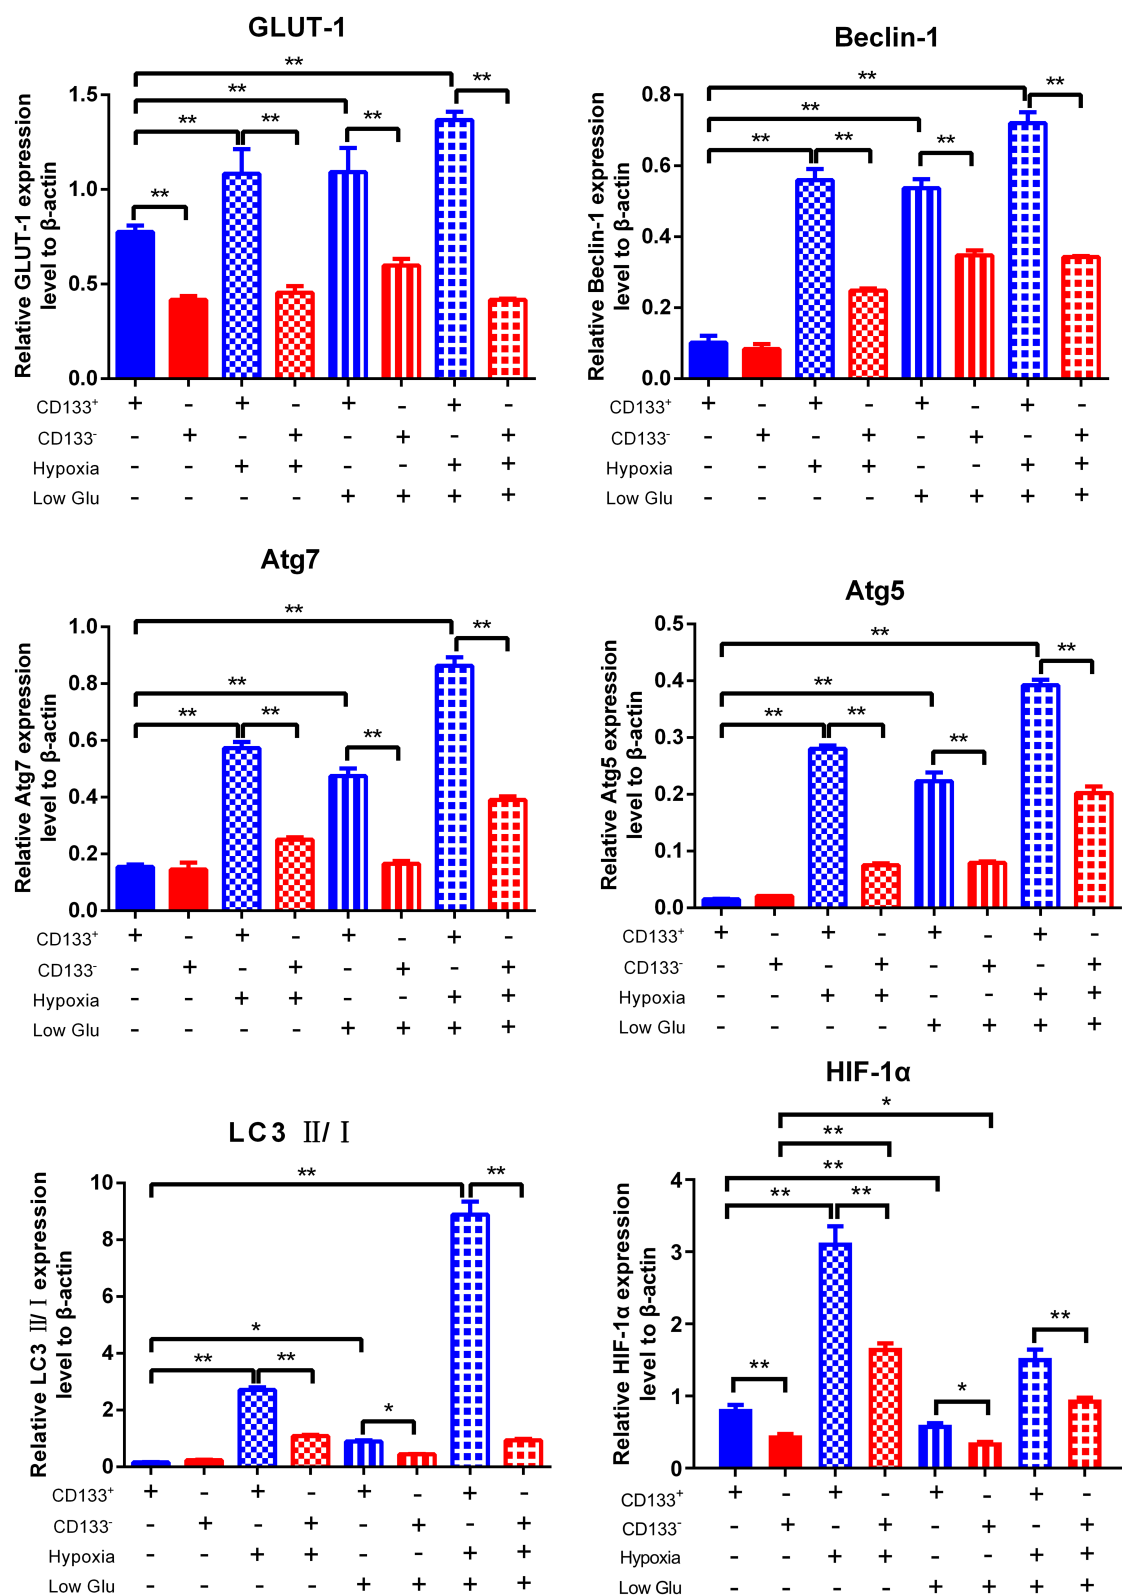 GLUT-1
Relative GLUT-1 expression
level to β-actin
1.5
1.0
0.5
0.0
** ** ** ** ** ** **
CD133⁺ + - + - + - + -
CD133⁻ - + - + - + - +
Hypoxia - - + + - - + +
Low Glu - - - - + + + +
Beclin-1
Relative Beclin-1 expression
level to β-actin
0.8
0.6
0.4
0.2
0.0
** ** ** ** ** **
CD133⁺ + - + - + - + -
CD133⁻ - + - + - + - +
Hypoxia - - + + - - + +
Low Glu - - - - + + + +
Atg7
Relative Atg7 expression
level to β-actin
1.0
0.8
0.6
0.4
0.2
0.0
** ** ** ** ** **
CD133⁺ + - + - + - + -
CD133⁻ - + - + - + - +
Hypoxia - - + + - - + +
Low Glu - - - - + + + +
Atg5
Relative Atg5 expression
level to β-actin
0.5
0.4
0.3
0.2
0.1
0.0
** ** ** ** ** **
CD133⁺ + - + - + - + -
CD133⁻ - + - + - + - +
Hypoxia - - + + - - + +
Low Glu - - - - + + + +
LC3 Ⅱ/Ⅰ
Relative LC3 Ⅱ/Ⅰ expression
level to β-actin
10
8
6
4
2
0
** ** * ** ** *
CD133⁺ + - + - + - + -
CD133⁻ - + - + - + - +
Hypoxia - - + + - - + +
Low Glu - - - - + + + +
HIF-1α
Relative HIF-1α expression
level to β-actin
4
3
2
1
0
* ** ** ** ** ** ** *
CD133⁺ + - + - + - + -
CD133⁻ - + - + - + - +
Hypoxia - - + + - - + +
Low Glu - - - - + + + +